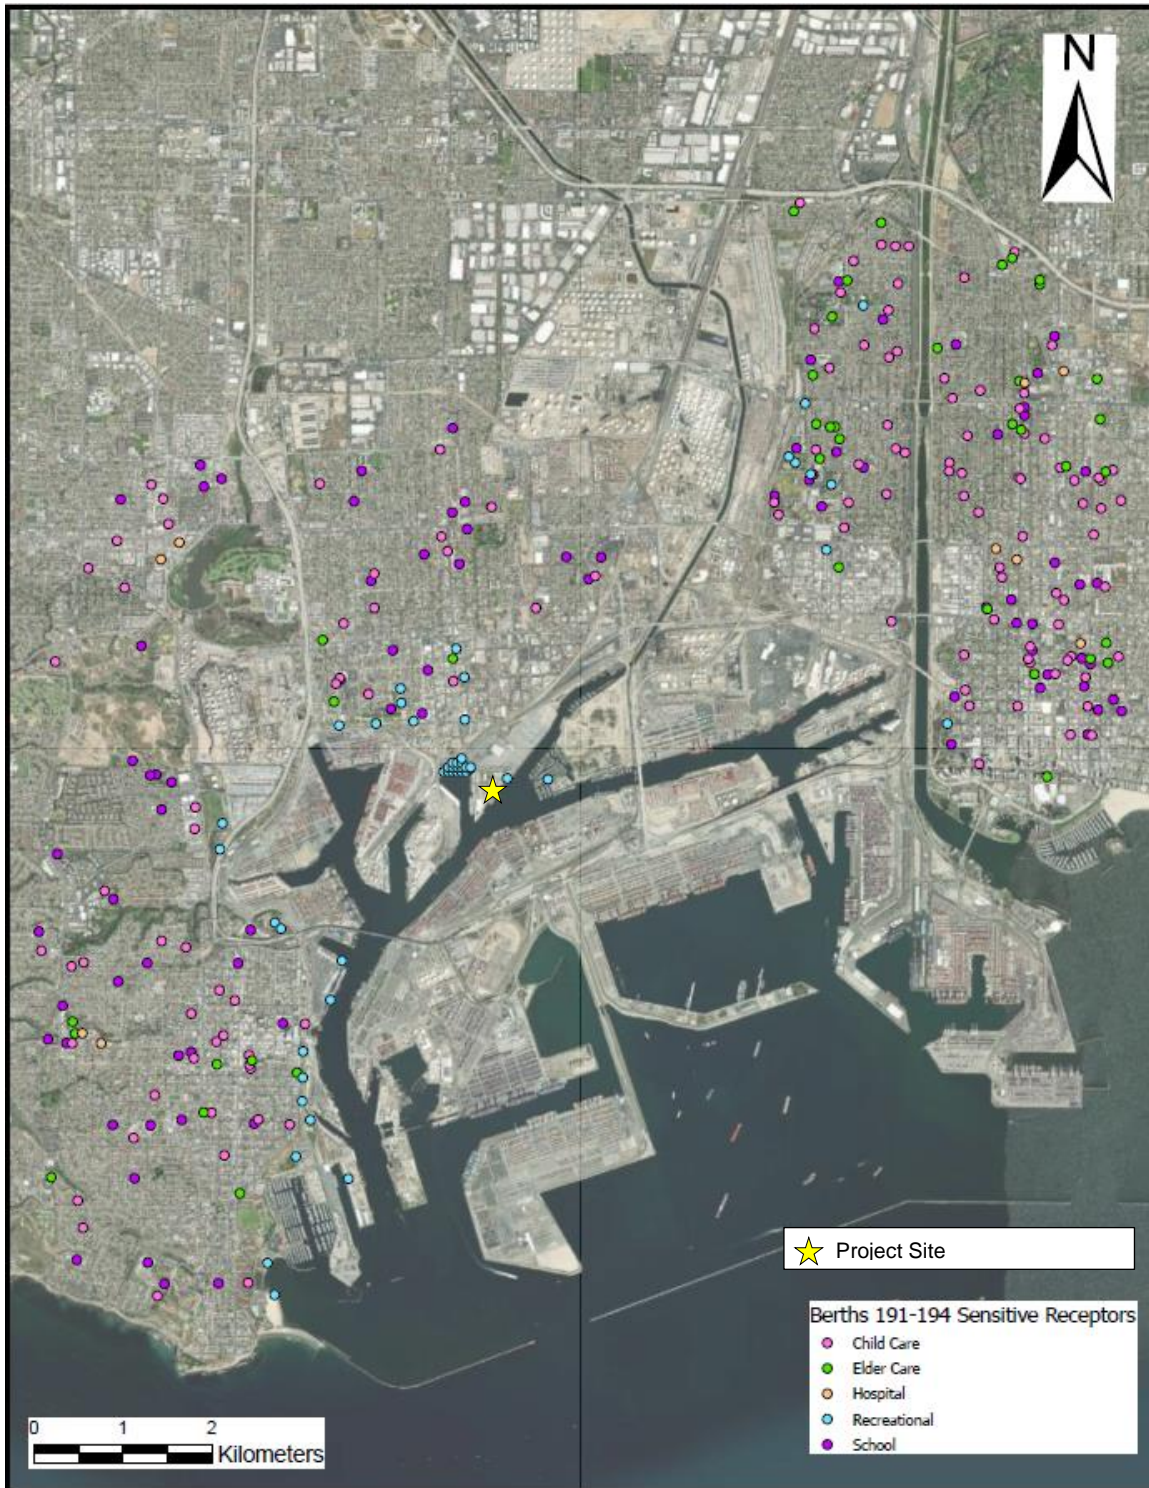 N
Project Site
Berths 191-194 Sensitive Receptors
Child Care
Elder Care
Hospital
Recreational
School
0 1 2
Kilometers